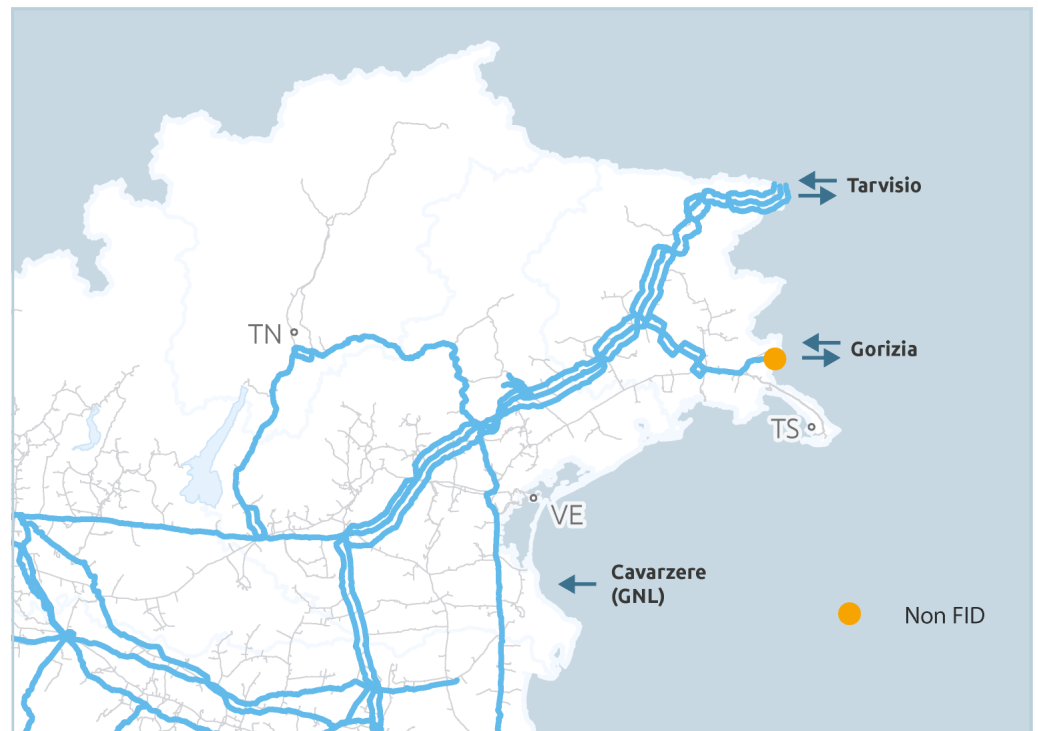 Tarvisio
TN
Gorizia
TS
VE
Cavarzere
(GNL)
Non FID